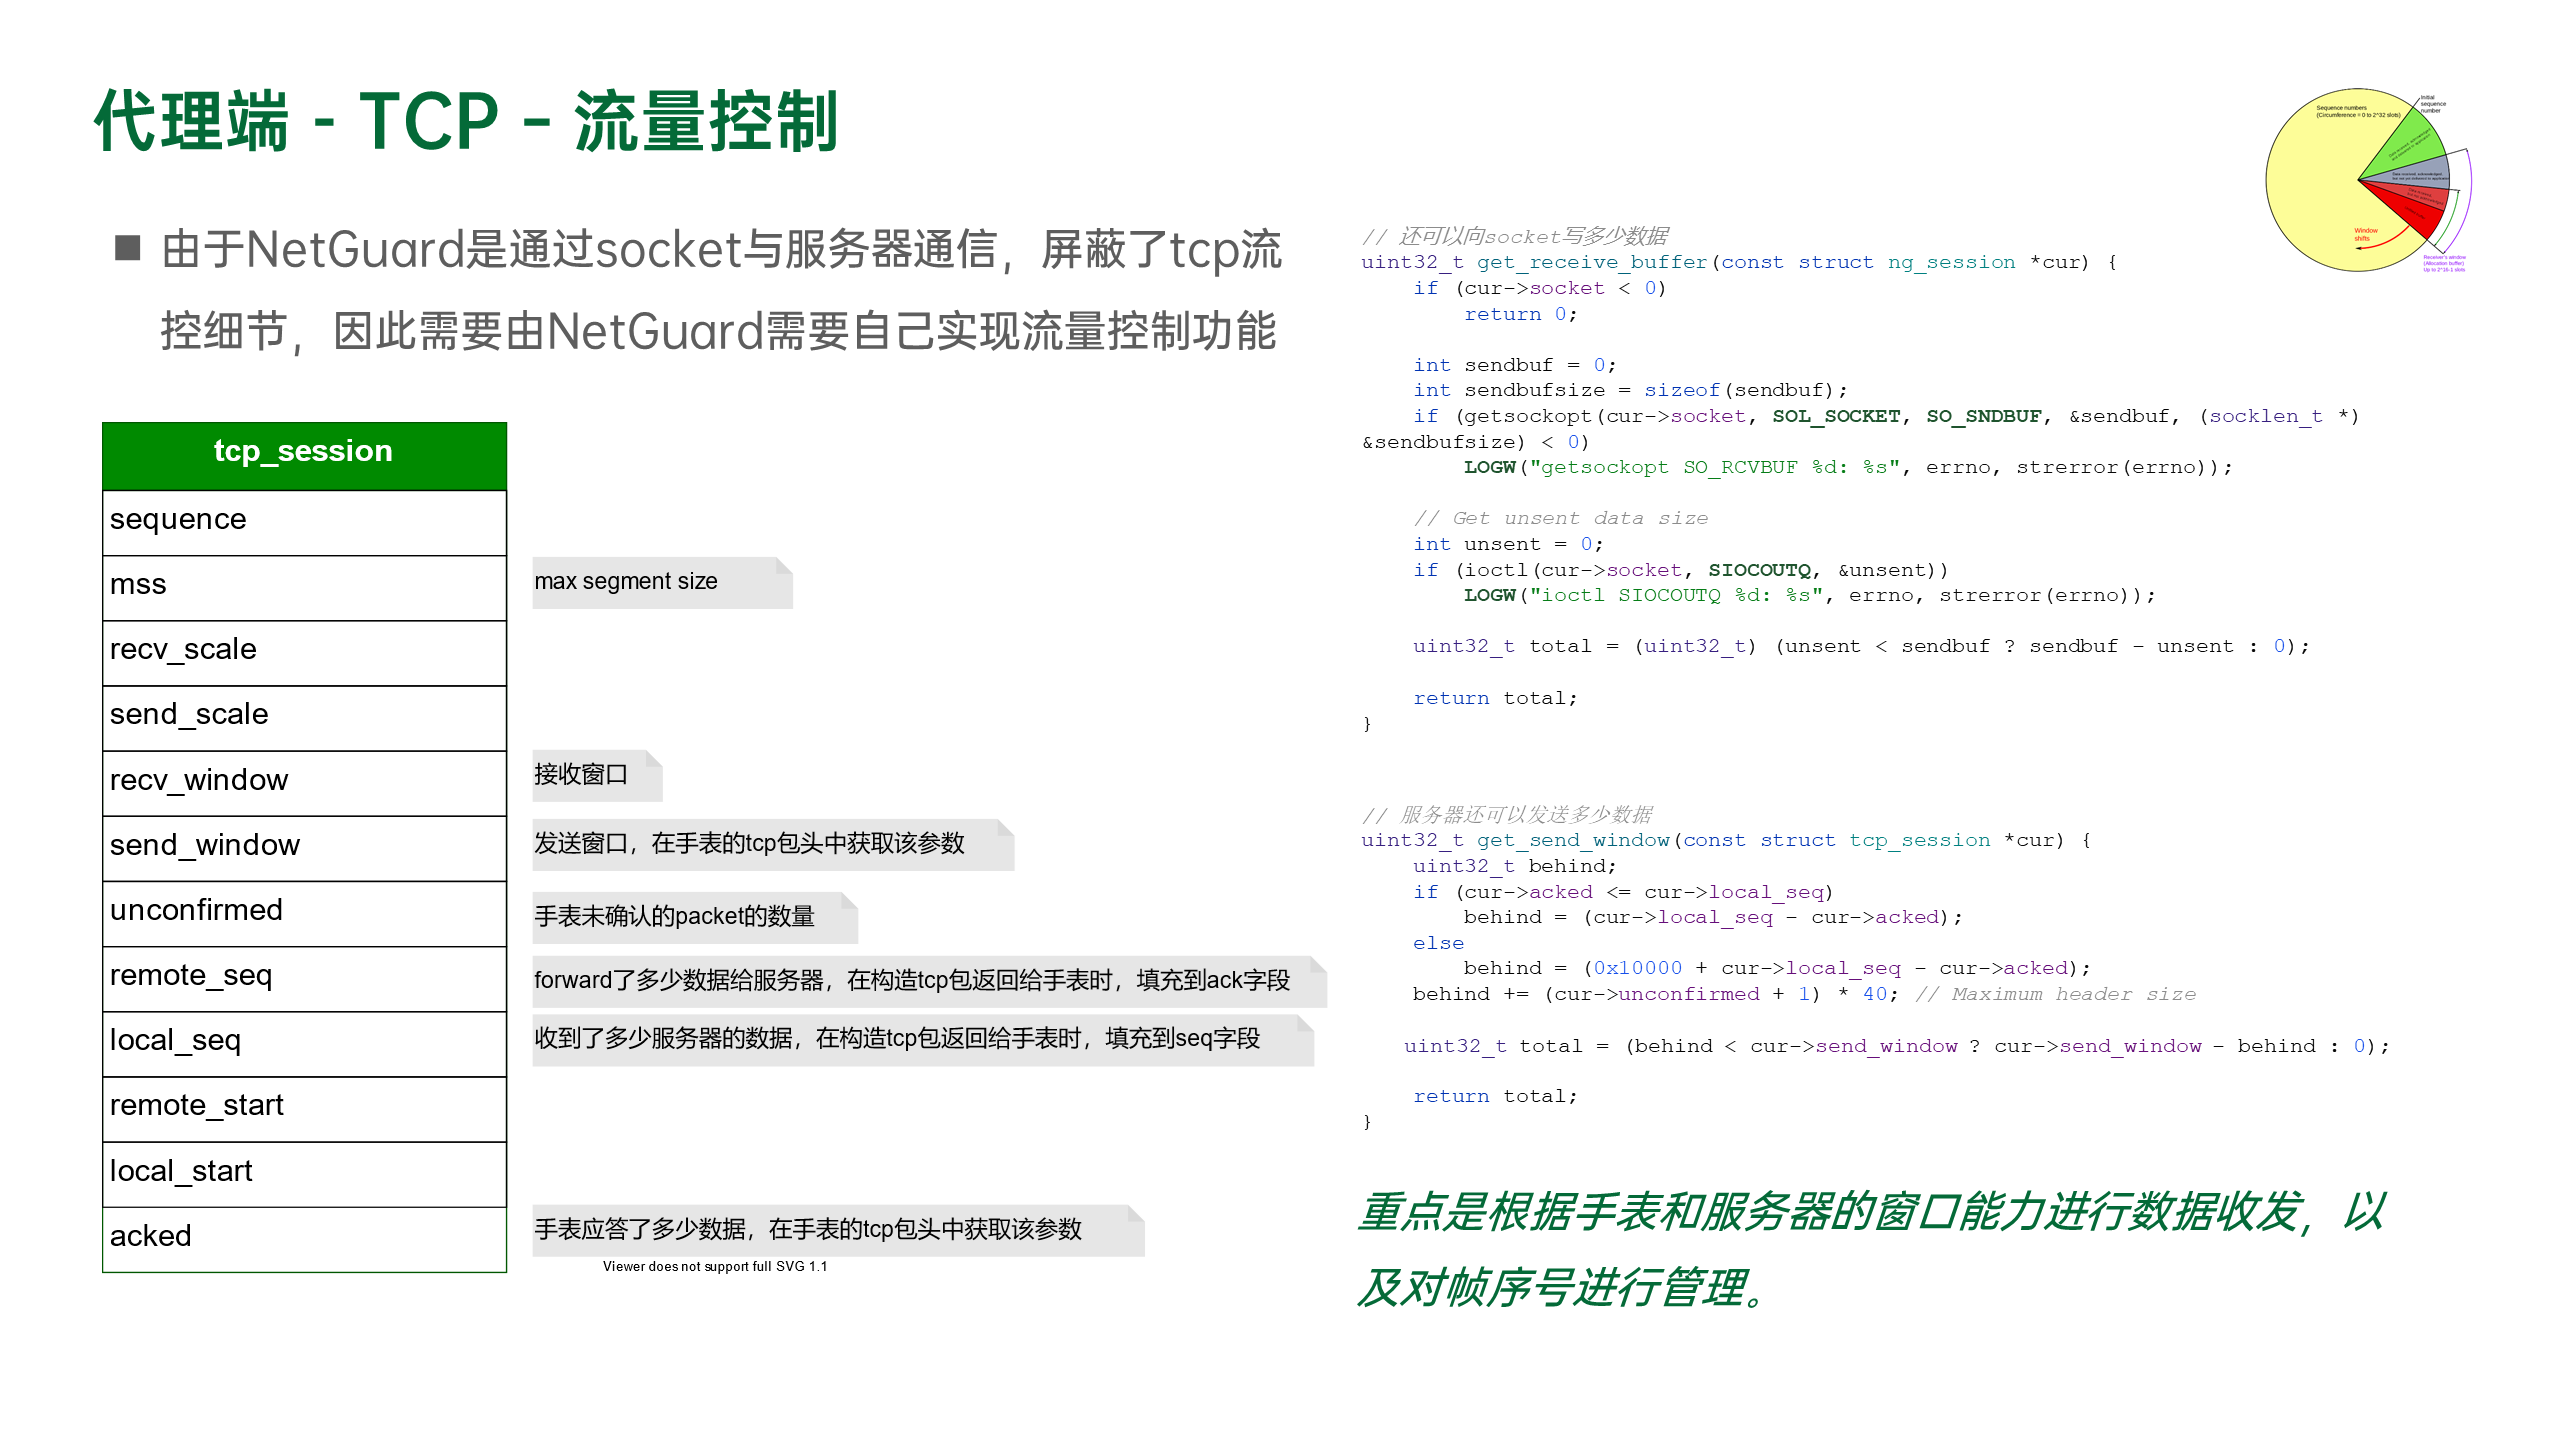 代理端 - TCP – 流量控制
■ 由于NetGuard是通过socket与服务器通信，屏蔽了tcp流
控细节，因此需要由NetGuard需要自己实现流量控制功能
tcp_session
sequence
mss
max segment size
recv_scale
send_scale
recv_window
接收窗口
send_window
发送窗口，在手表的tcp包头中获取该参数
unconfirmed
手表未确认的packet的数量
remote_seq
forward了多少数据给服务器，在构造tcp包返回给手表时，填充到ack字段
local_seq
收到了多少服务器的数据，在构造tcp包返回给手表时，填充到seq字段
remote_start
local_start
acked
手表应答了多少数据，在手表的tcp包头中获取该参数
Viewer does not support full SVG 1.1
// 还可以向socket写多少数据
uint32_t get_receive_buffer(const struct ng_session *cur) {
    if (cur->socket < 0)
        return 0;
    int sendbuf = 0;
    int sendbufsize = sizeof(sendbuf);
    if (getsockopt(cur->socket, SOL_SOCKET, SO_SNDBUF, &sendbuf, (socklen_t *)
&sendbufsize) < 0)
        LOGW("getsockopt SO_RCVBUF %d: %s", errno, strerror(errno));
    // Get unsent data size
    int unsent = 0;
    if (ioctl(cur->socket, SIOCOUTQ, &unsent))
        LOGW("ioctl SIOCOUTQ %d: %s", errno, strerror(errno));
    uint32_t total = (uint32_t) (unsent < sendbuf ? sendbuf - unsent : 0);
    return total;
}
// 服务器还可以发送多少数据
uint32_t get_send_window(const struct tcp_session *cur) {
    uint32_t behind;
    if (cur->acked <= cur->local_seq)
        behind = (cur->local_seq - cur->acked);
    else
        behind = (0x10000 + cur->local_seq - cur->acked);
    behind += (cur->unconfirmed + 1) * 40; // Maximum header size
    uint32_t total = (behind < cur->send_window ? cur->send_window - behind : 0);
    return total;
}
重点是根据手表和服务器的窗口能力进行数据收发，以
及对帧序号进行管理。
Sequence numbers
(Circumference = 0 to 2^32 slots)
Initial
sequence
number
Window
shifts
Receiver's window
(Allocation buffer)
Up to 2^16-1 slots